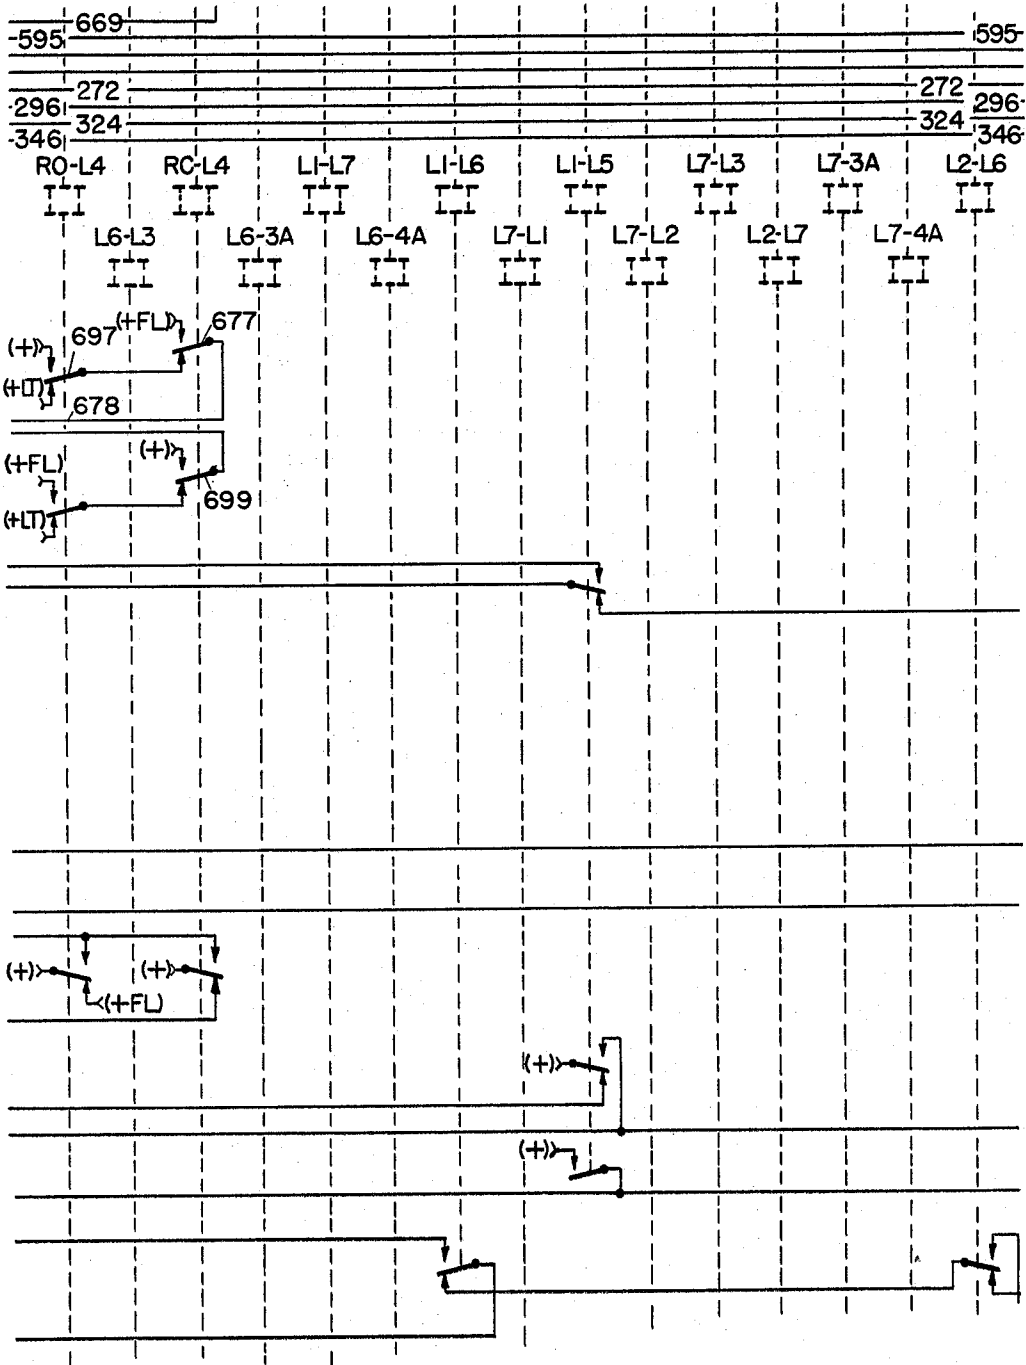 669
595 595
272 272
296 296
324 324
346 346
RO-L4 RC-L4 L1-L7 L1-L6 L1-L5 L7-L3 L7-3A L2-L6
L6-L3 L6-3A L6-4A L7-L1 L7-L2 L2-L7 L7-4A
(+FL) 677
(+) 697
(+LT)
678
(+)
(+FL)
699
(+LT)
(+) (+)
(+FL)
(+)
(+)